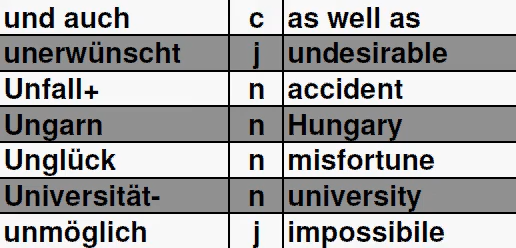 und auch c as well as
unerwünscht j undesirable
Unfall+ n accident
Ungarn n Hungary
Unglück n misfortune
Universität- n university
unmöglich j impossibile